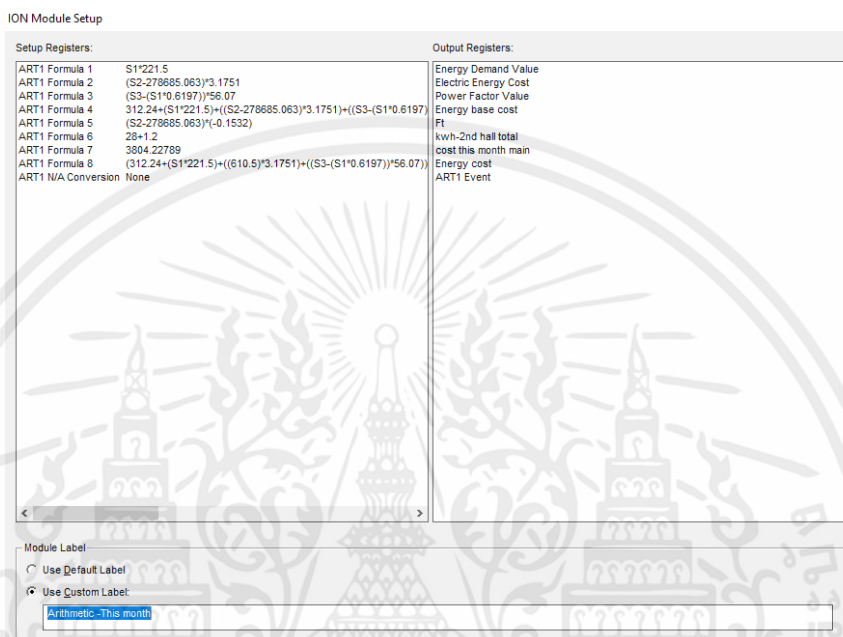 ION Module Setup
Setup Registers:
ART1 Formula 1 S1*221.5
ART1 Formula 2 (S2-278685.063)*3.1751
ART1 Formula 3 (S3-(S1*0.6197))*56.07
ART1 Formula 4 312.24+(S1*221.5)+((S2-278685.063)*3.1751)+((S3-(S1*0.6197)
ART1 Formula 5 (S2-278685.063)*(-0.1532)
ART1 Formula 6 28+1.2
ART1 Formula 7 3804.22789
ART1 Formula 8 (312.24+(S1*221.5)+((610.5)*3.1751)+((S3-(S1*0.6197))*56.07))
ART1 N/A Conversion None
Output Registers:
Energy Demand Value
Electric Energy Cost
Power Factor Value
Energy base cost
Ft
kwh-2nd hall total
cost this month main
Energy cost
ART1 Event
Module Label
Use Default Label
Use Custom Label:
Arithmetic -This month